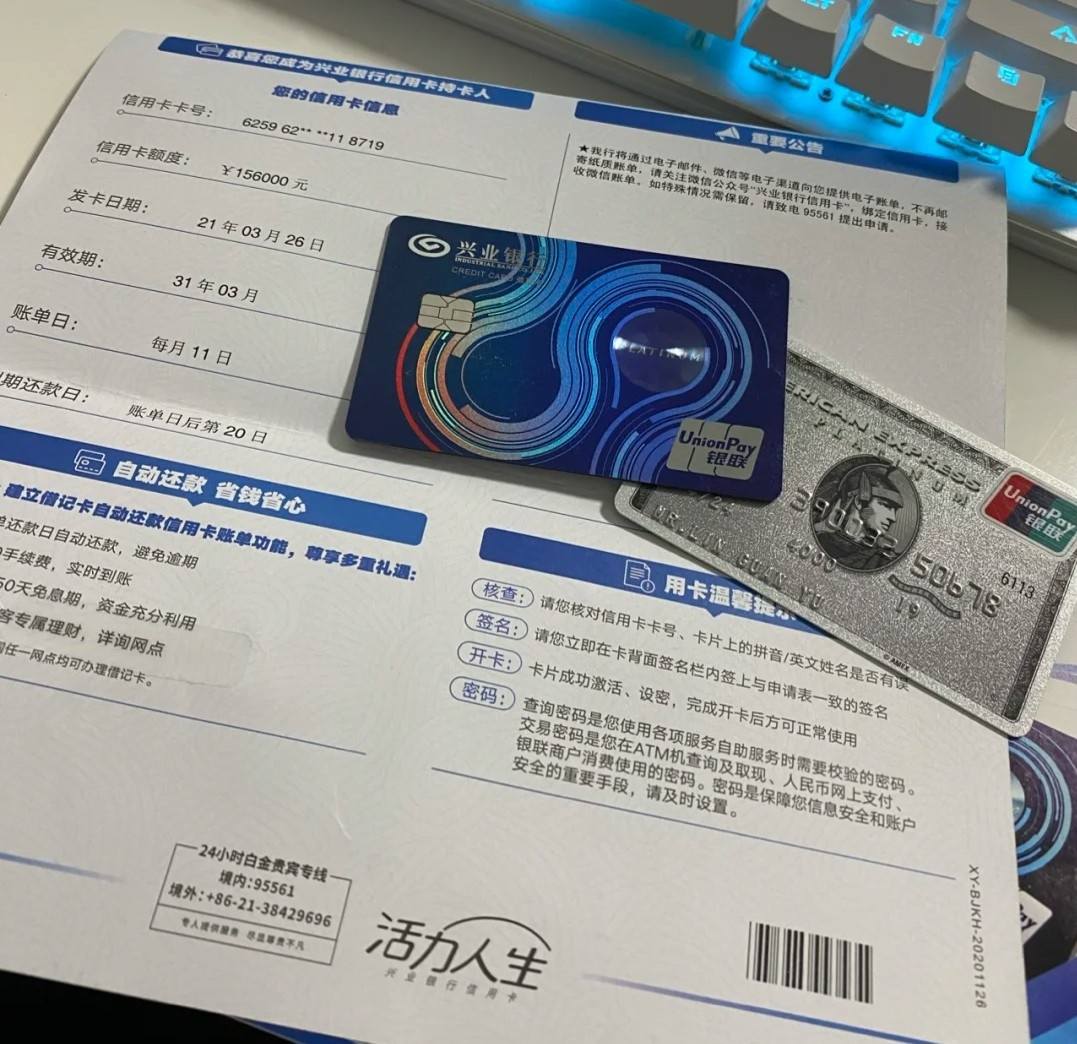 恭喜您成为兴业银行信用卡持卡人
您的信用卡信息
信用卡卡号: 6259 62** **11 8719
信用卡额度: ¥156000 元
发卡日期: 21 年 03 月 26 日
有效期: 31 年 03 月
账单日: 每月 11 日
期还款日: 账单日后第 20 日
重要公告
★我行将通过电子邮件、微信等电子渠道向您提供电子账单，不再邮
寄纸质账单，请关注微信公众号“兴业银行信用卡”，绑定信用卡，接
收微信账单。如特殊情况需保留，请致电 95561 提出申请。
兴业银行
INDUSTRIAL BANK CO.,LTD.
CREDIT CARD
PLATINUM
UnionPay
银联
ERICAN EXPRESS
PLATINUM
UnionPay
银联
6113
19
© AMEX
自动还款 省钱省心
建立借记卡自动还款信用卡账单功能，尊享多重礼遇:
还款日自动还款，避免逾期
手续费，实时到账
50天免息期，资金充分利用
客专属理财，详询网点
任一网点均可办理借记卡。
用卡温馨提示
核查: 请您核对信用卡卡号、卡片上的拼音/英文姓名是否有误
签名: 请您立即在卡背面签名栏内签上与申请表一致的签名
开卡: 卡片成功激活、设密，完成开卡后方可正常使用
密码: 查询密码是您使用各项服务自助服务时需要校验的密码。
交易密码是您在ATM机查询及取现、人民币网上支付、
银联商户消费使用的密码。密码是保障您信息安全和账户
安全的重要手段，请及时设置。
24小时白金贵宾专线
境内:95561
境外:+86-21-38429696
专人提供服务 尽显尊贵不凡
活力人生
兴业银行信用卡
XY-BJKH-20201126